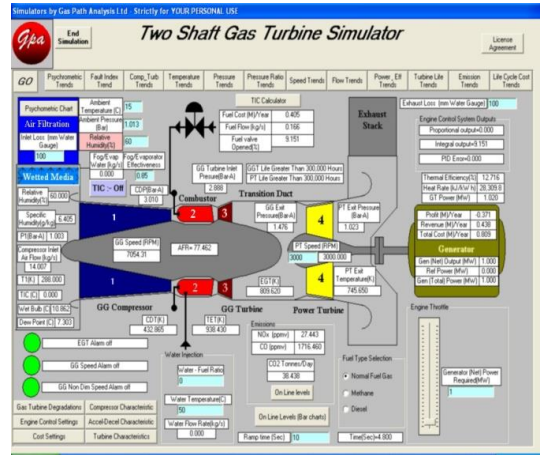 Simulators by Gas Path Analysis Ltd - Strictly for YOUR PERSONAL USE
Gpa
End Simulation
Two Shaft Gas Turbine Simulator
License Agreement
GO
Psychometric Trends
Fault Index Trend
Comp_Turb Trends
Temperature Trends
Pressure Trends
Pressure Ratio Trends
Speed Trends
Flow Trends
Power_Eff Trends
Turbine Life Trends
Emission Trends
Life Cycle Cost Trends
Psychometric Chart
Ambient Temperature (C) 15
Air Filtration
Ambient Pressure (Bar) 1.013
Inlet Loss (mm Water Gauge) 100
Relative Humidity(%) 60
Wetted Media
Fog/Evap Water (kg/s) 0.000
Fog/Evaporator Effectiveness 0.85
TIC :- Off
CDP(Bar-A) 3.010
Relative Humidity(%) 60.000
Specific Humidity(g/kg) 6.405
P1(Bar-A) 1.003
Compressor Inlet Air Flow (kg/s) 14.007
T1(K) 288.000
TIC (C) 0.000
Wet Bulb (C) 10.862
Dew Point (C) 7.303
TIC Calculator
Fuel Cost (M)/Year 0.405
Fuel Flow (kg/s) 0.166
Fuel valve Opened(%) 9.151
Exhaust Stack
Exhaust Loss (mm Water Gauge) 100
Engine Control System Outputs
Proportional output=0.000
Integral output=9.151
PID Error=0.000
GG Turbine Inlet Pressure(Bar-A) 2.888
GGT Life Greater Than 300,000 Hours
PT Life Greater Than 300,000 Hours
Combustor
Transition Duct
1
2
3
4
GG Exit Pressure(Bar-A) 1.476
PT Exit Pressure(Bar-A) 1.023
Thermal Efficiency(%) 12.716
Heat Rate (kJ/kW h) 28,309.8
GT Power (MW) 1.020
Profit (M)/Year -0.371
Revenue (M)/Year 0.438
Total Cost (M)/Year 0.809
Generator
Gen (Net) Output (MW) 1.000
Ref Power (MW) 0.000
Gen (Total) Power (MW) 1.000
GG Speed (RPM) 7054.31
AFR= 77.462
PT Speed (RPM)
3000 3000.000
EGT(K) 809.620
PT Exit Temperature(K) 745.650
1
2
3
4
GG Compressor
GG Turbine
Power Turbine
CDT(K) 432.865
TET(K) 938.430
Emissions
NOx (ppmv) 27.443
CO (ppmv) 1716.460
CO2 Tonnes/Day 38.438
On Line levels
On Line Levels (Bar charts)
EGT Alarm off
GG Speed Alarm off
GG Non Dim Speed Alarm off
Water Injection
Water - Fuel Ratio 0
Water Temperature(C) 50
Water Flow Rate(kg/s) 0.000
Fuel Type Selection
Normal Fuel Gas
Methane
Diesel
Engine Throttle
Generator (Net) Power Required(MW) 1
Gas Turbine Degradations
Compressor Characteristic
Engine Control Settings
Accel-Decel Characteristic
Cost Settings
Turbine Characteristics
Ramp time (Sec) 10
Time(Sec)=4.800